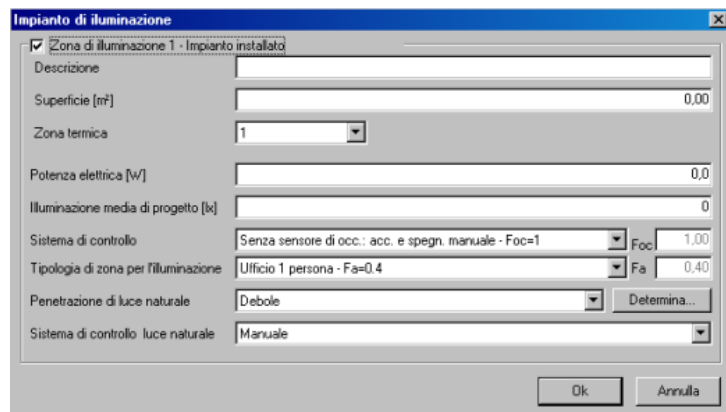 Impianto di iluminazione
Zona di illuminazione 1 - Impianto installato
Descrizione
Superficie [m²] 0,00
Zona termica 1
Potenza elettrica [W] 0,0
Illuminazione media di progetto [lx] 0
Sistema di controllo Senza sensore di occ.: acc. e spegn. manuale - Foc=1 Foc 1,00
Tipologia di zona per l'illuminazione Ufficio 1 persona - Fa=0.4 Fa 0,40
Penetrazione di luce naturale Debole Determina...
Sistema di controllo luce naturale Manuale
Ok Annulla